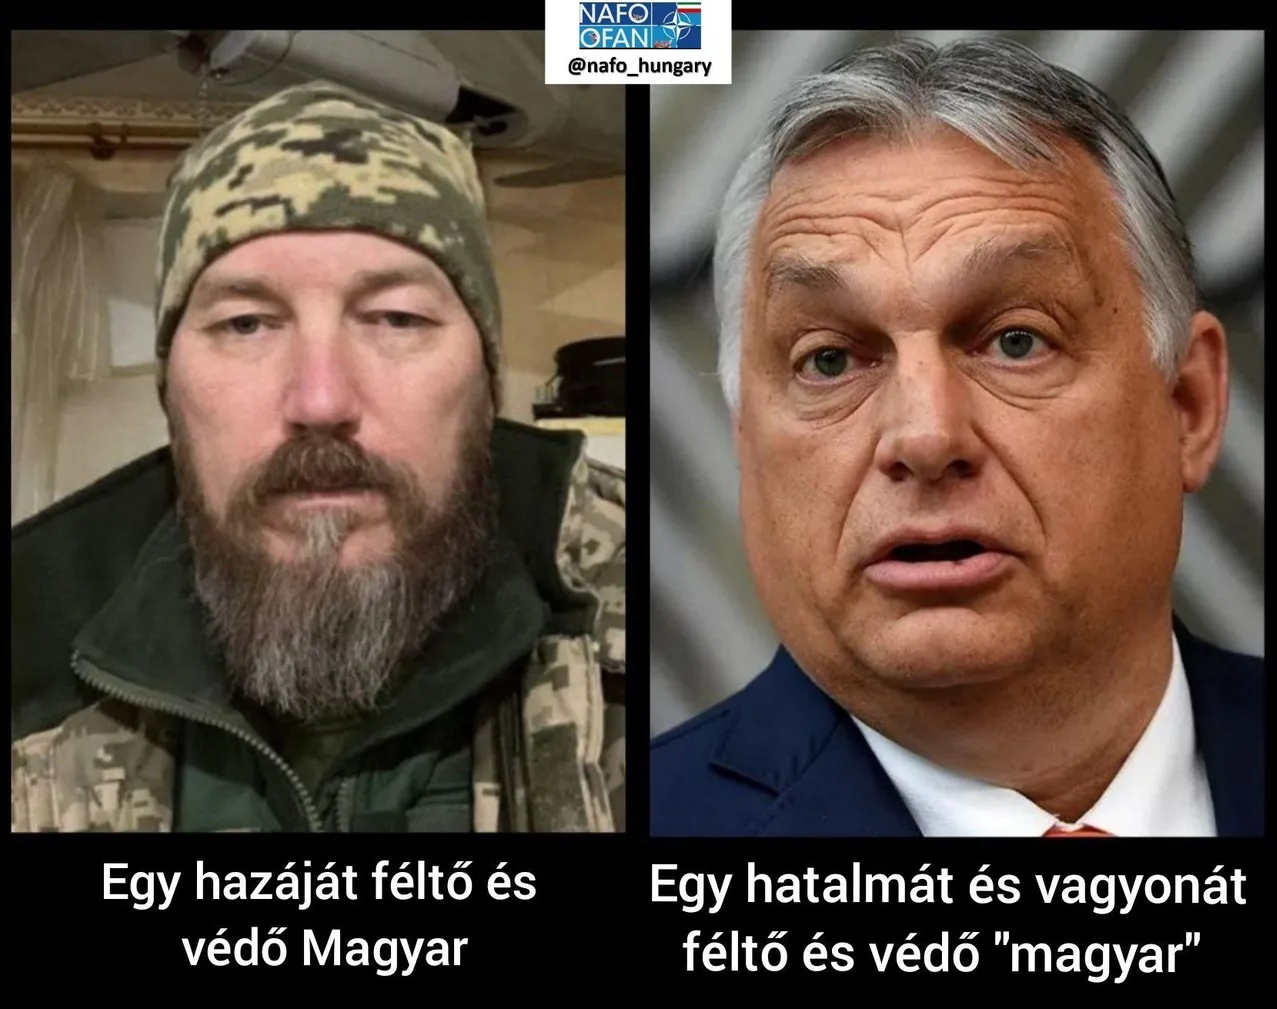 NAFO
OFAN
@nafo_hungary
Egy hazáját féltő és
védő Magyar
Egy hatalmát és vagyonát
féltő és védő "magyar"